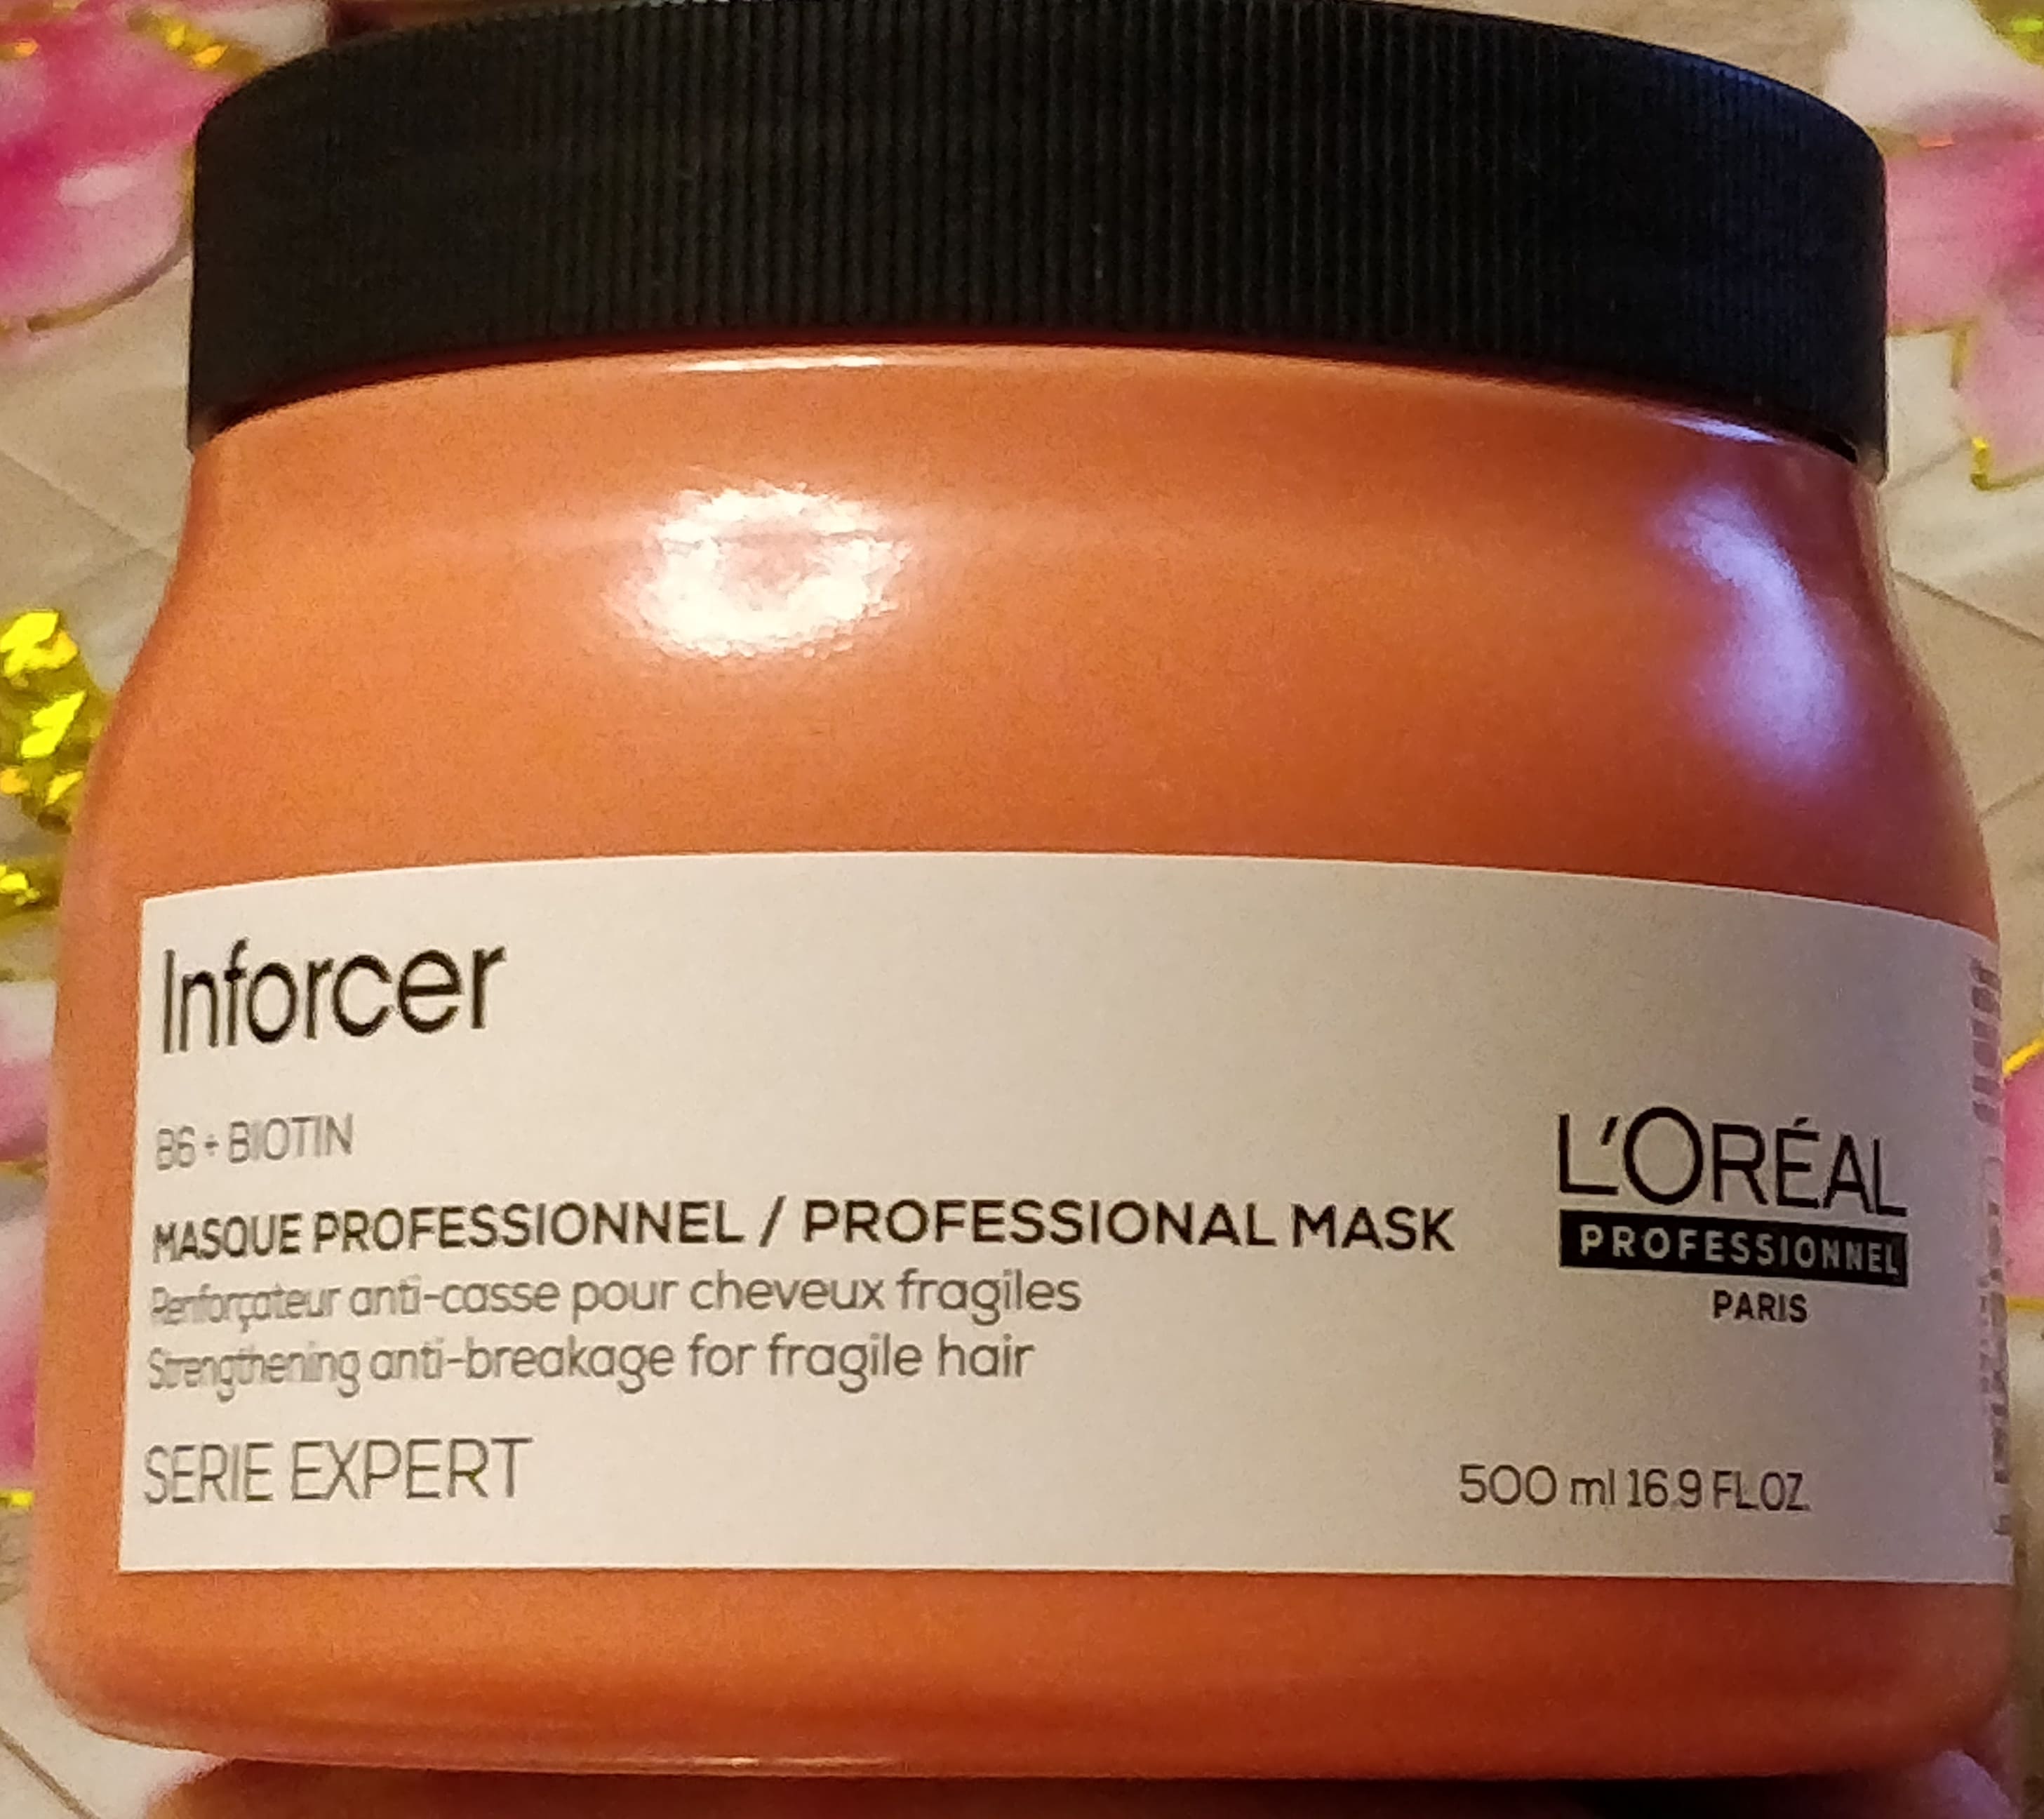 Inforcer
B6 + BIOTIN
MASQUE PROFESSIONNEL / PROFESSIONAL MASK
Renforçateur anti-casse pour cheveux fragiles
Strengthening anti-breakage for fragile hair
SERIE EXPERT
L'ORÉAL
PROFESSIONNEL
PARIS
500 ml 16.9 FL.OZ.